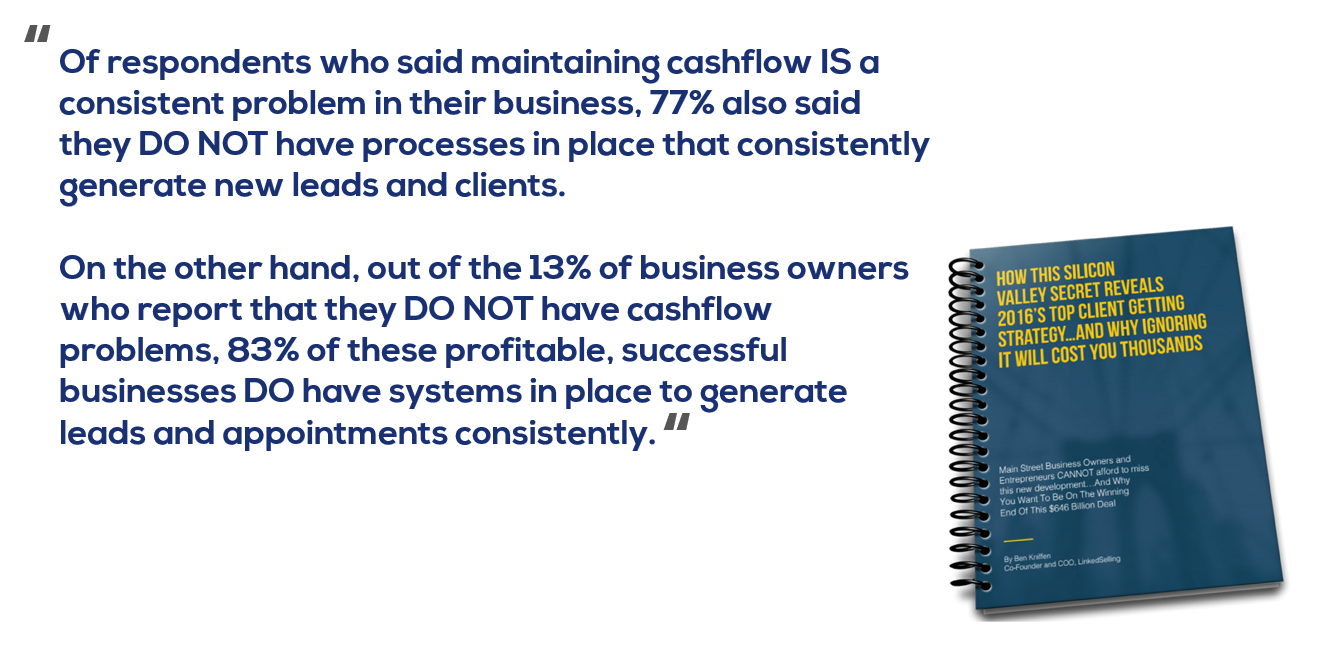 "
Of respondents who said maintaining cashflow IS a
consistent problem in their business, 77% also said
they DO NOT have processes in place that consistently
generate new leads and clients.
On the other hand, out of the 13% of business owners
who report that they DO NOT have cashflow
problems, 83% of these profitable, successful
businesses DO have systems in place to generate
leads and appointments consistently. "
HOW THIS SILICON
VALLEY SECRET REVEALS
2016'S TOP CLIENT GETTING
STRATEGY...AND WHY IGNORING
IT WILL COST YOU THOUSANDS
Main Street Business Owners and
Entrepreneurs CANNOT afford to miss
this new development...And Why
You Want To Be On The Winning
End Of This $646 Billion Deal
By Ben Kniffen
Co-Founder and COO, LinkedSelling